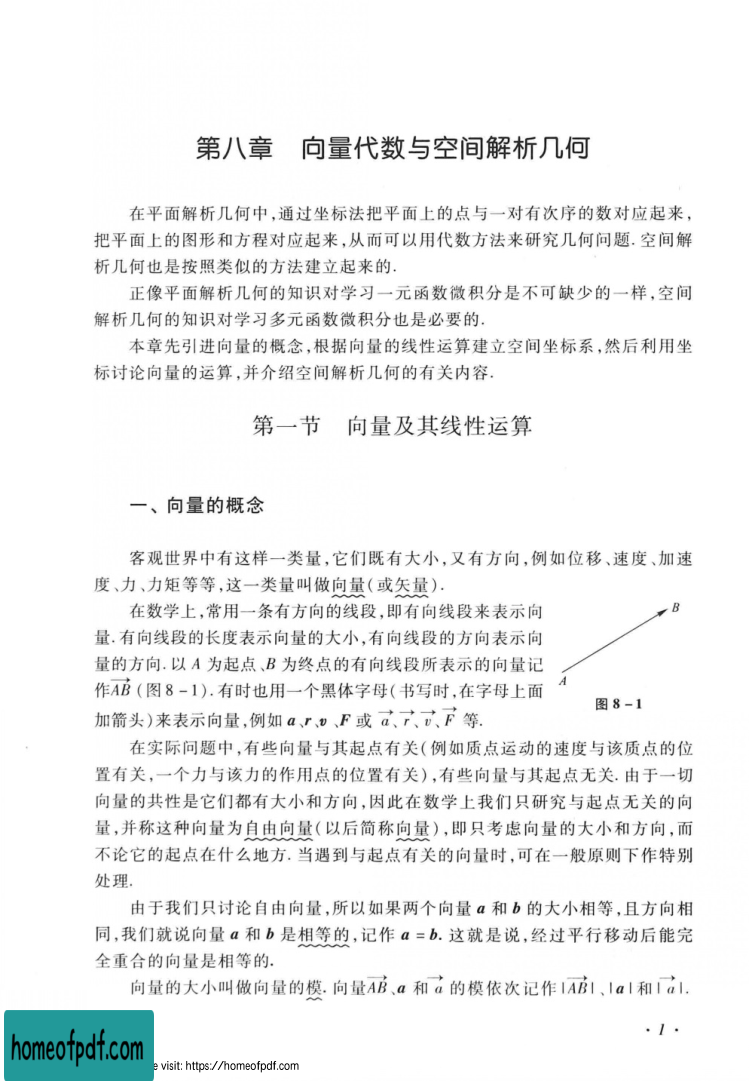 第八章 向量代数与空间解析几何
在平面解析几何中,通过坐标法把平面上的点与一对有次序的数对应起来,
把平面上的图形和方程对应起来,从而可以用代数方法来研究几何问题.空间解
析几何也是按照类似的方法建立起来的.
正像平面解析几何的知识对学习一元函数微积分是不可缺少的一样,空间
解析几何的知识对学习多元函数微积分也是必要的.
本章先引进向量的概念,根据向量的线性运算建立空间坐标系,然后利用坐
标讨论向量的运算,并介绍空间解析几何的有关内容.
第一节 向量及其线性运算
一、向量的概念
客观世界中有这样一类量,它们既有大小,又有方向,例如位移、速度、加速
度、力、力矩等等,这一类量叫做向量(或矢量).
在数学上,常用一条有方向的线段,即有向线段来表示向
量.有向线段的长度表示向量的大小,有向线段的方向表示向
量的方向.以 A 为起点、B 为终点的有向线段所表示的向量记
作$\overrightarrow{AB}$(图8-1).有时也用一个黑体字母(书写时,在字母上面
加箭头)来表示向量,例如 a、r、v、F 或 $\vec{a}$、$\vec{r}$、$\vec{v}$、$\vec{F}$ 等.
B
A
图 8-1
在实际问题中,有些向量与其起点有关(例如质点运动的速度与该质点的位
置有关,一个力与该力的作用点的位置有关),有些向量与其起点无关.由于一切
向量的共性是它们都有大小和方向,因此在数学上我们只研究与起点无关的向
量,并称这种向量为自由向量(以后简称向量),即只考虑向量的大小和方向,而
不论它的起点在什么地方.当遇到与起点有关的向量时,可在一般原则下作特别
处理.
由于我们只讨论自由向量,所以如果两个向量 a 和 b 的大小相等,且方向相
同,我们就说向量 a 和 b 是相等的,记作 a = b.这就是说,经过平行移动后能完
全重合的向量是相等的.
向量的大小叫做向量的模.向量$\overrightarrow{AB}$、a 和 $\vec{a}$ 的模依次记作|$\overrightarrow{AB}$|、|a|和|$\vec{a}$|.
· 1 ·
homeofpdf.com
e visit: https://homeofpdf.com